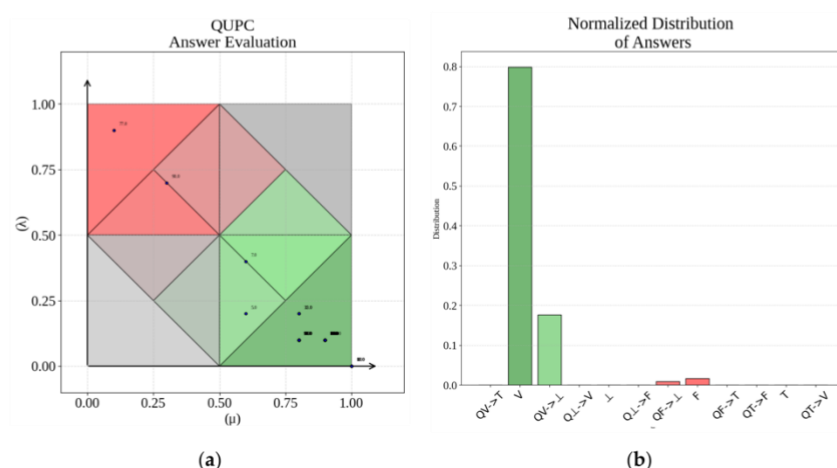 QUPC
Answer Evaluation
1.00
0.75
0.50
0.25
0.00
(λ)
0.00 0.25 0.50 0.75 1.00
(μ)
(a)
Normalized Distribution
of Answers
0.8
0.7
0.6
0.5
0.4
0.3
0.2
0.1
0.0
Distribution
QV->T V QV->⊥ Q⊥->V ⊥ Q⊥->F QF->⊥ F QF->T QT->F T QT->V
(b)